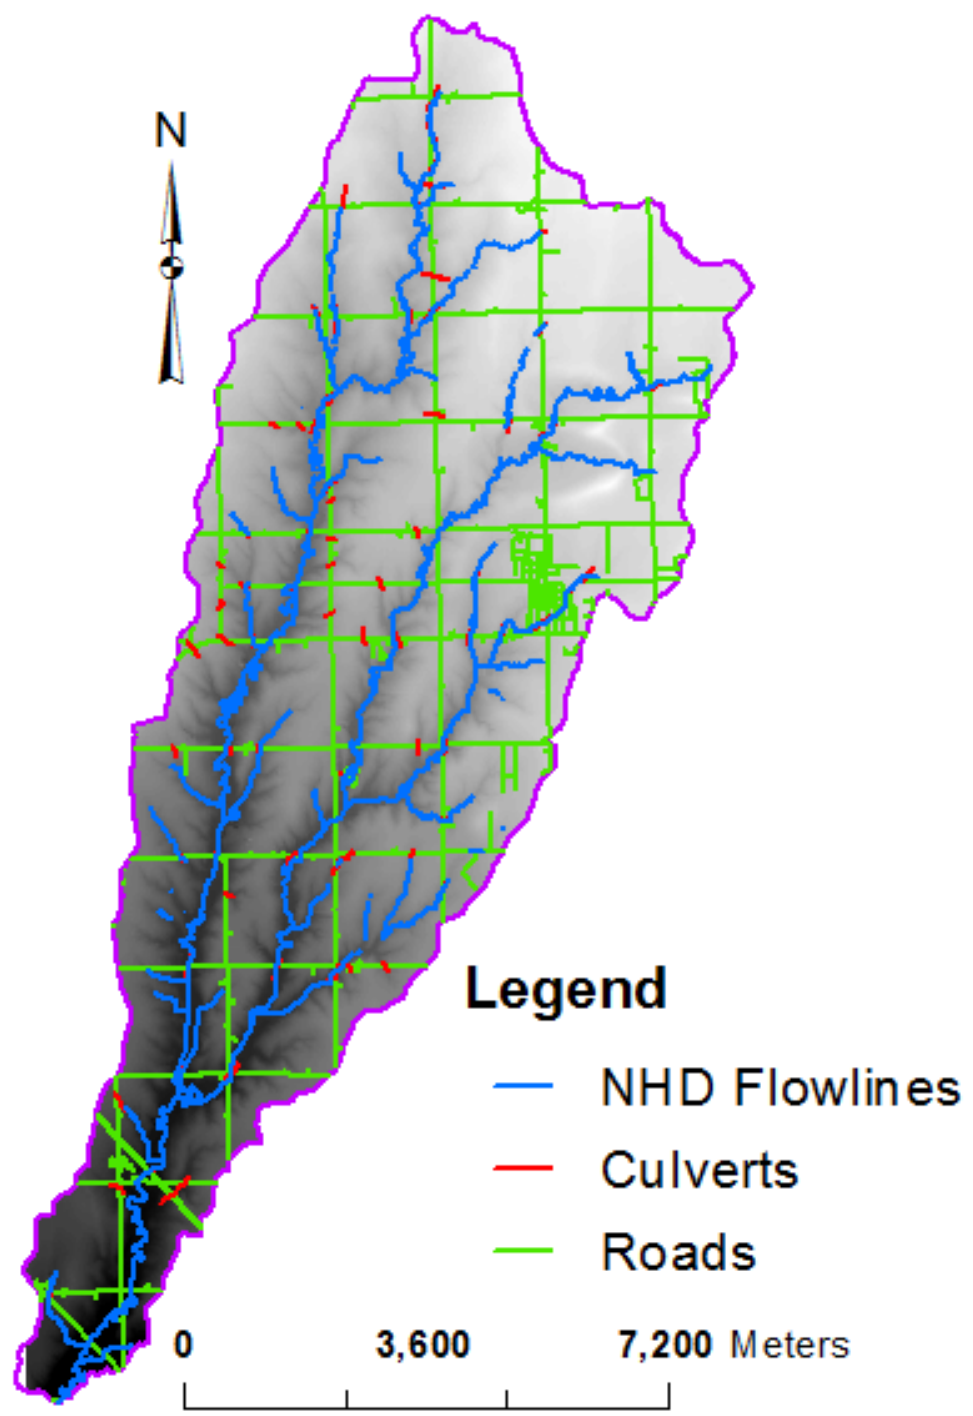 N
Legend
NHD Flowlines
Culverts
Roads
0 3,600 7,200 Meters